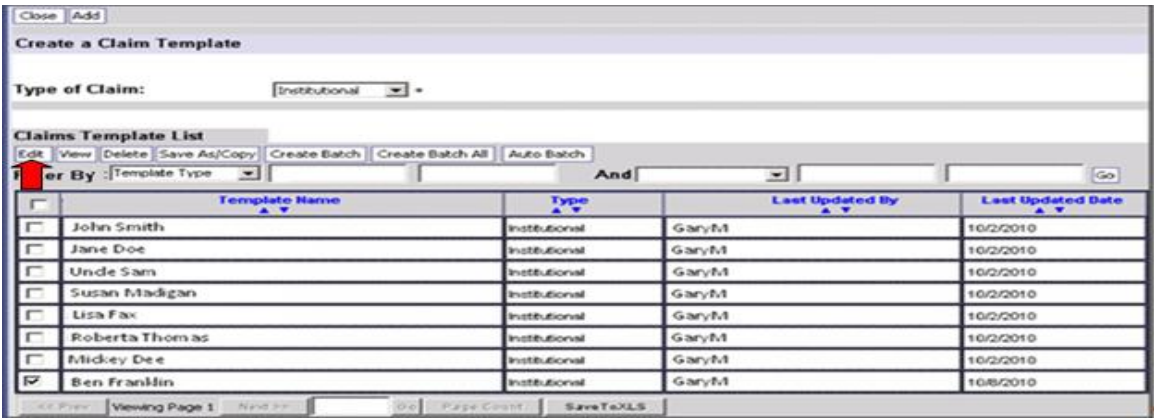 Close Add
Create a Claim Template
Type of Claim: Institutional *
Claims Template List
Edit View Delete Save As/Copy Create Batch Create Batch All Auto Batch
er By : Template Type And Go
Template Name Type Last Updated By Last Updated Date
John Smith Institutional GaryM 10/2/2010
Jane Doe Institutional GaryM 10/2/2010
Uncle Sam Institutional GaryM 10/2/2010
Susan Madigan Institutional GaryM 10/2/2010
Lisa Fax Institutional GaryM 10/2/2010
Roberta Thomas Institutional GaryM 10/2/2010
Mickey Dee Institutional GaryM 10/2/2010
Ben Franklin Institutional GaryM 10/8/2010
<< Prev Viewing Page 1 Next >> Go Page Count SaveToXLS